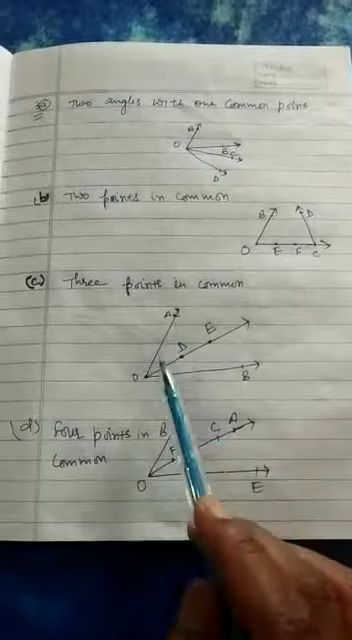 (a) Two angles with one Common point
A
O
B
C
D
(b) Two points in common
B
D
O
E
F
C
(c) Three points in common
A
D
E
O
B
(d) Four points in
common
B
C
A
F
O
E